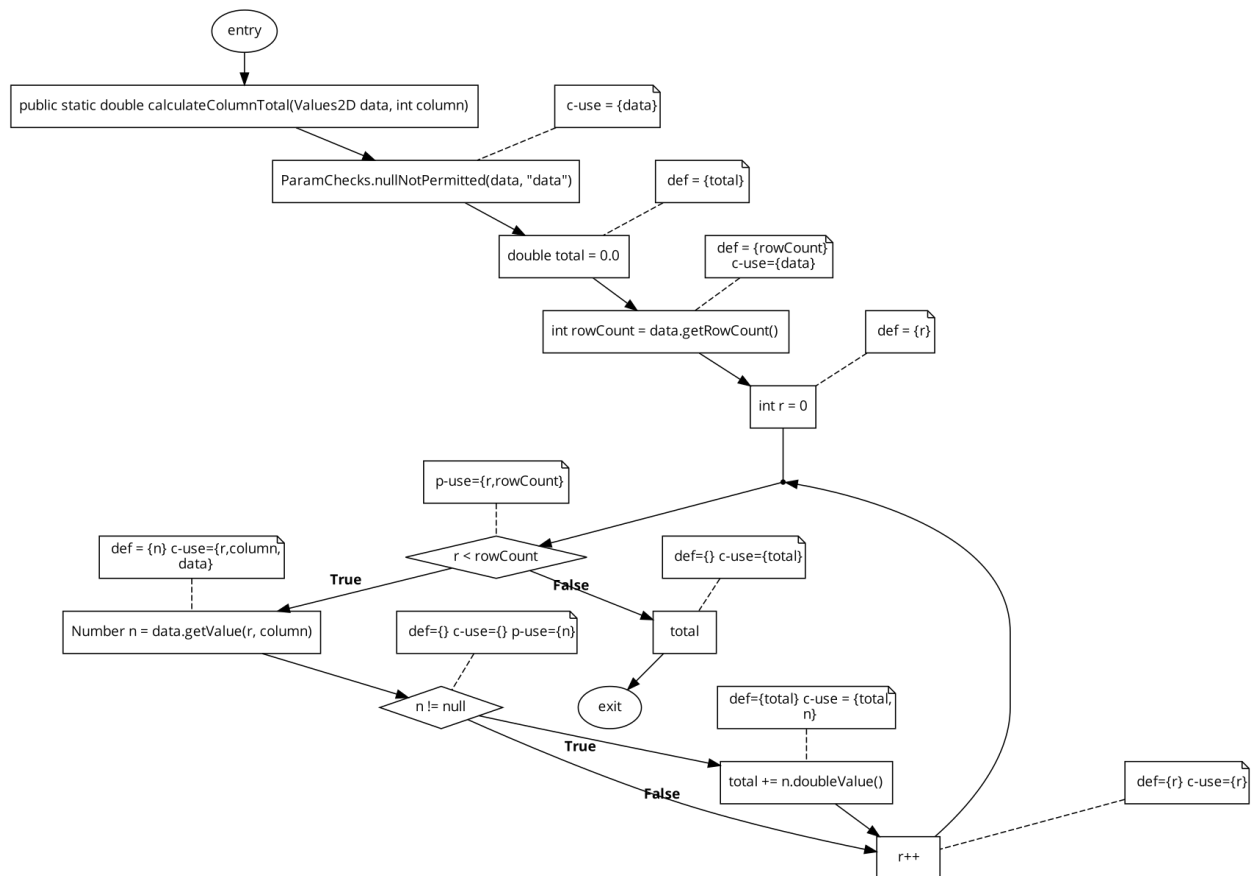 entry
public static double calculateColumnTotal(Values2D data, int column)
c-use = {data}
ParamChecks.nullNotPermitted(data, "data")
def = {total}
double total = 0.0
def = {rowCount}
c-use={data}
int rowCount = data.getRowCount()
def = {r}
int r = 0
p-use={r,rowCount}
r < rowCount
def = {n} c-use={r,column,
data}
True
False
def={} c-use={total}
Number n = data.getValue(r, column)
def={} c-use={} p-use={n}
total
n != null
exit
def={total} c-use = {total,
n}
True
False
total += n.doubleValue()
def={r} c-use={r}
r++